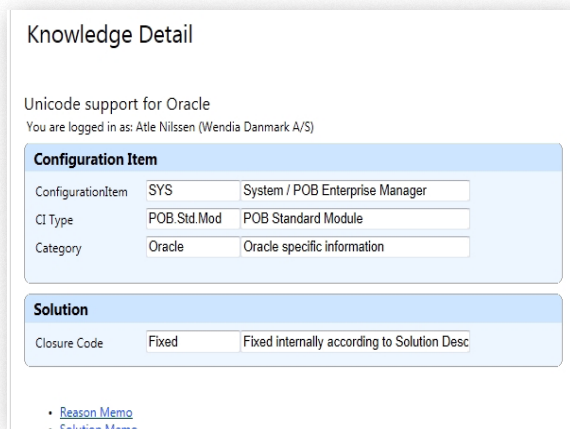 Knowledge Detail
Unicode support for Oracle
You are logged in as: Atle Nilssen (Wendia Danmark A/S)
Configuration Item
ConfigurationItem SYS System / POB Enterprise Manager
CI Type POB.Std.Mod POB Standard Module
Category Oracle Oracle specific information
Solution
Closure Code Fixed Fixed internally according to Solution Desc
• Reason Memo
• Solution Memo